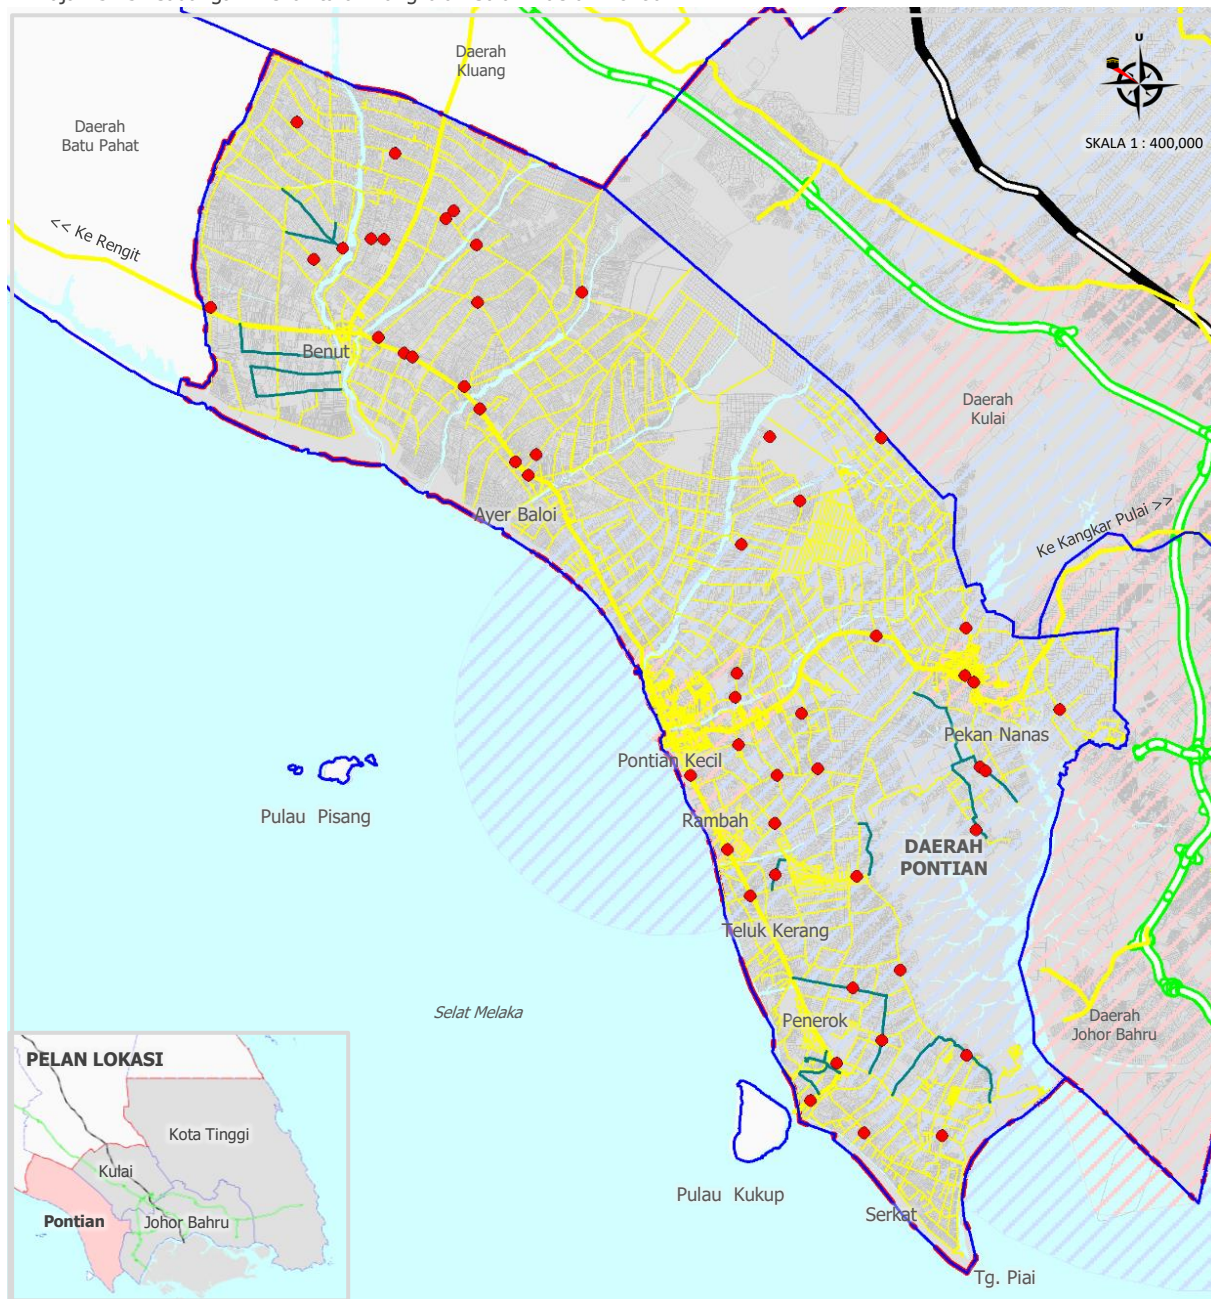 Daerah
Kluang
U
Daerah
Batu Pahat
SKALA 1 : 400,000
<< Ke Rengit
Benut
Daerah
Kulai
Ayer Baloi
Ke Kangkar Pulai >>
Pekan Nanas
Pontian Kecil
Pulau Pisang
Rambah
DAERAH
PONTIAN
Teluk Kerang
Selat Melaka
Penerok
Daerah
Johor Bahru
PELAN LOKASI
Kota Tinggi
Kulai
Pontian
Johor Bahru
Pulau Kukup
Serkat
Tg. Piai